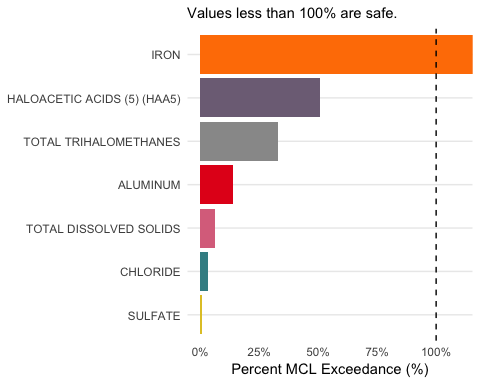 Values less than 100% are safe.
IRON
HALOACETIC ACIDS (5) (HAA5)
TOTAL TRIHALOMETHANES
ALUMINUM
TOTAL DISSOLVED SOLIDS
CHLORIDE
SULFATE
0% 25% 50% 75% 100%
Percent MCL Exceedance (%)